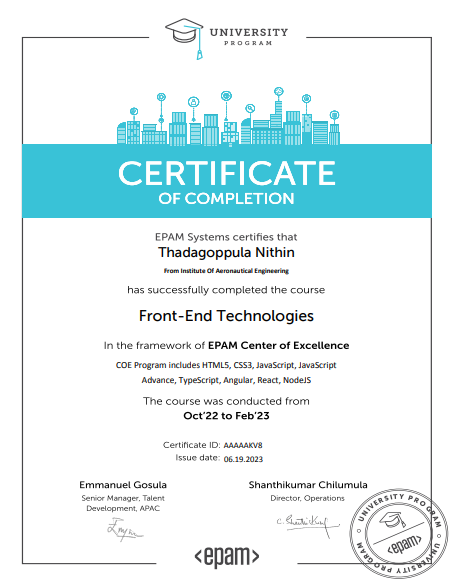 UNIVERSITY
PROGRAM
CERTIFICATE
OF COMPLETION
EPAM Systems certifies that
Thadagoppula Nithin
From Institute Of Aeronautical Engineering
has successfully completed the course
Front-End Technologies
In the framework of EPAM Center of Excellence
COE Program includes HTML5, CSS3, JavaScript, JavaScript
Advance, TypeScript, Angular, React, NodeJS
The course was conducted from
Oct'22 to Feb'23
Certificate ID: AAAAAKV8
Issue date: 06.19.2023
Emmanuel Gosula
Senior Manager, Talent
Development, APAC
Shanthikumar Chilumula
Director, Operations
<epam>
UNIVERSITY PROGRAM
<epam>
UNIVERSITY PROGRAM